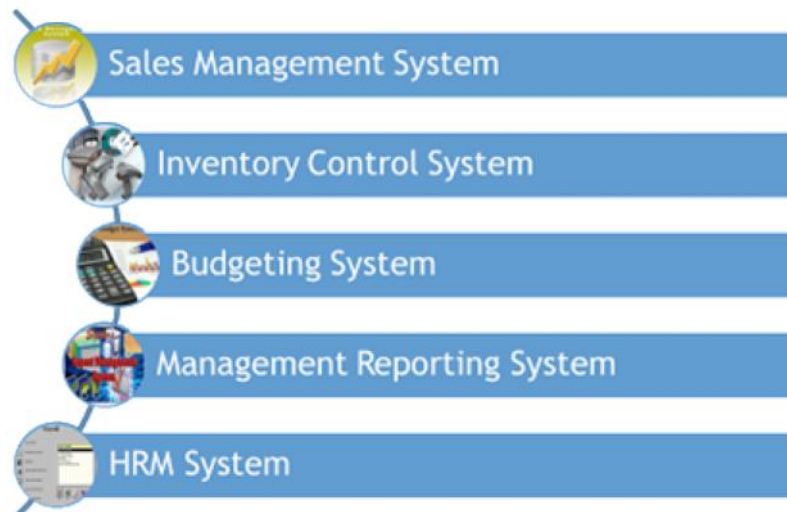 Sales Management System
Inventory Control System
Budgeting System
Management Reporting System
HRM System